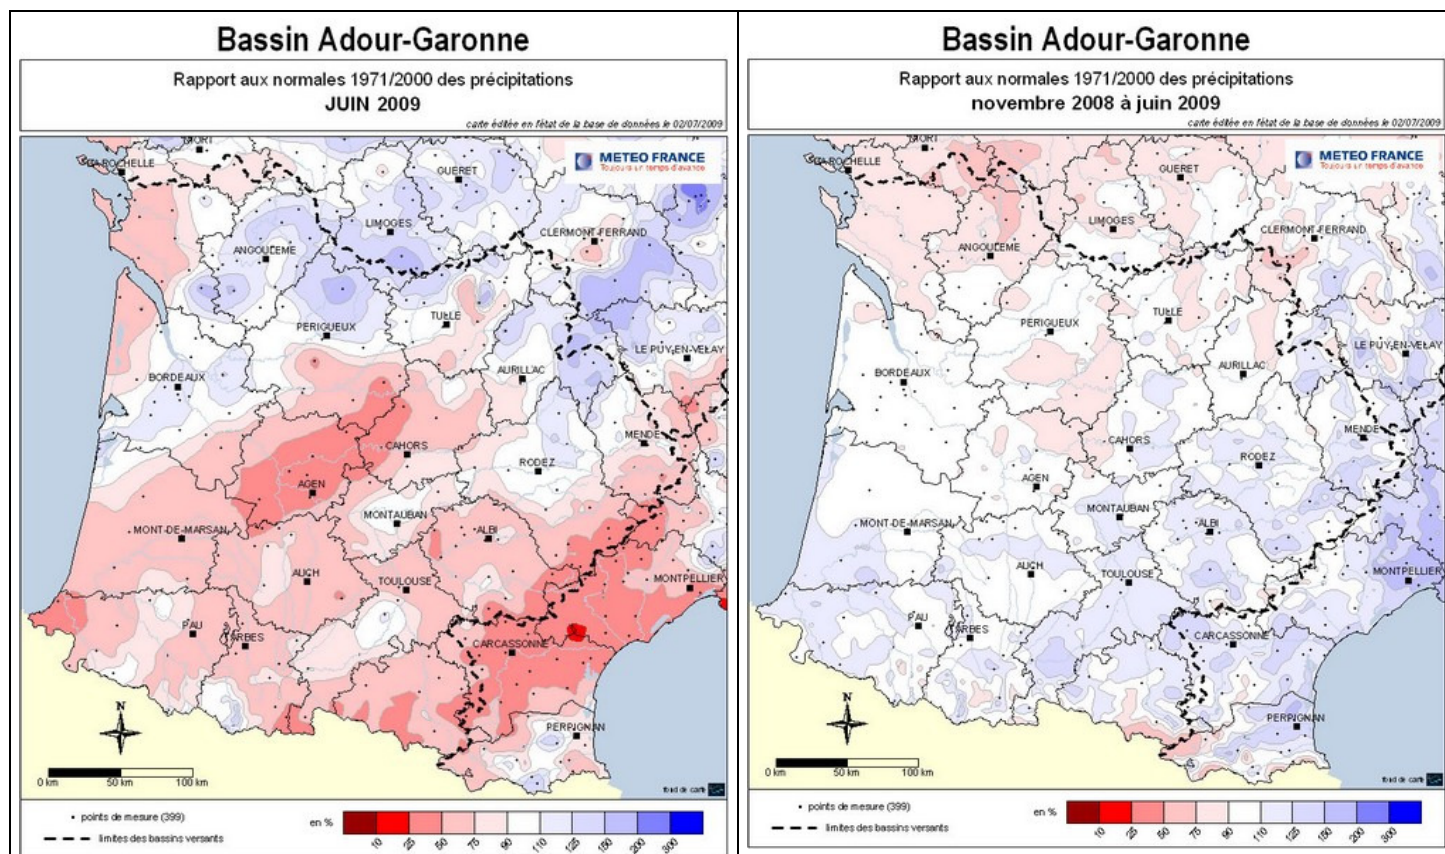 Bassin Adour-Garonne
Rapport aux normales 1971/2000 des précipitations
JUIN 2009
carte éditée en l'état de la base de données le 02/07/2009
METEO FRANCE
Toujours un temps d'avance
NIORT
LA ROCHELLE
GUERET
LIMOGES
CLERMONT-FERRAND
ANGOULEME
TULLE
PERIGUEUX
LE PUY-EN-VELAY
AURILLAC
BORDEAUX
MENDE
CAHORS
RODEZ
AGEN
MONTAUBAN
MONT-DE-MARSAN
ALBI
AUCH
TOULOUSE
MONTPELLIER
PAU
TARBES
CARCASSONNE
N
PERPIGNAN
0 km 50 km 100 km
fond de carte
points de mesure (399)
limites des bassins versants
en %
10 25 50 75 90 110 125 150 200 300
Bassin Adour-Garonne
Rapport aux normales 1971/2000 des précipitations
novembre 2008 à juin 2009
carte éditée en l'état de la base de données le 02/07/2009
METEO FRANCE
Toujours un temps d'avance
NIORT
LA ROCHELLE
GUERET
LIMOGES
CLERMONT-FERRAND
ANGOULEME
TULLE
PERIGUEUX
LE PUY-EN-VELAY
AURILLAC
BORDEAUX
MENDE
CAHORS
RODEZ
AGEN
MONTAUBAN
MONT-DE-MARSAN
ALBI
AUCH
TOULOUSE
MONTPELLIER
PAU
TARBES
CARCASSONNE
N
PERPIGNAN
0 km 50 km 100 km
fond de carte
points de mesure (399)
limites des bassins versants
en %
10 25 50 75 90 110 125 150 200 300